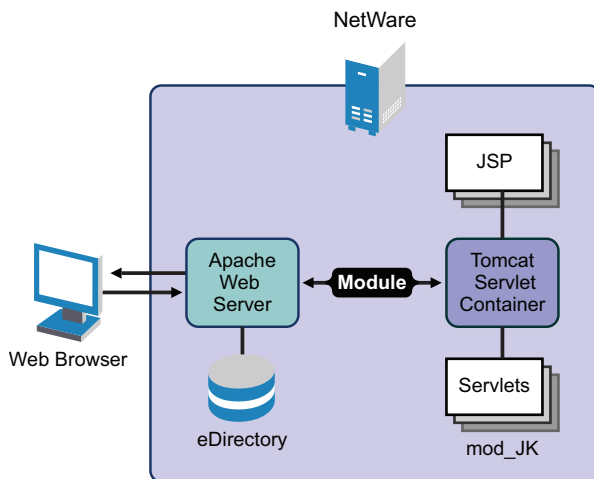 NetWare
JSP
Apache
Web
Server
Module
Tomcat
Servlet
Container
Web Browser
eDirectory
Servlets
mod_JK